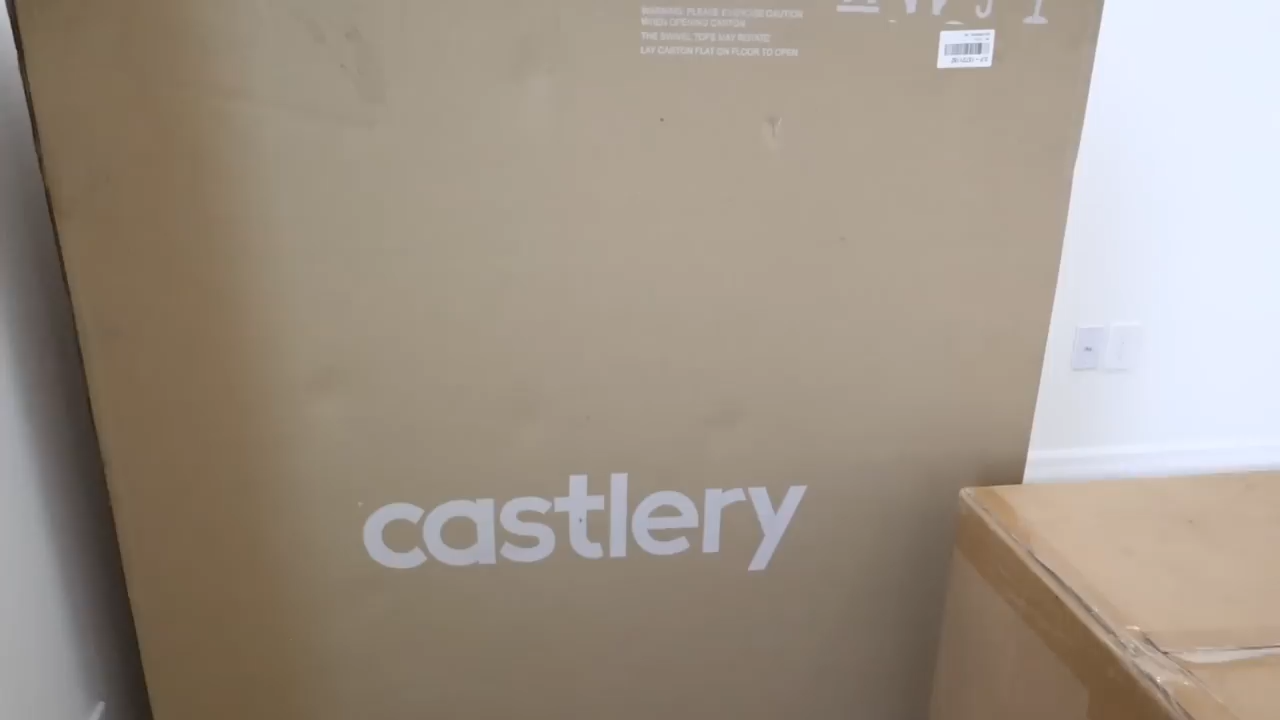 WARNING: PLEASE EXERCISE CAUTION
WHEN OPENING CARTON
THE SWIVEL TOPS MAY ROTATE
LAY CARTON FLAT ON FLOOR TO OPEN
castlery